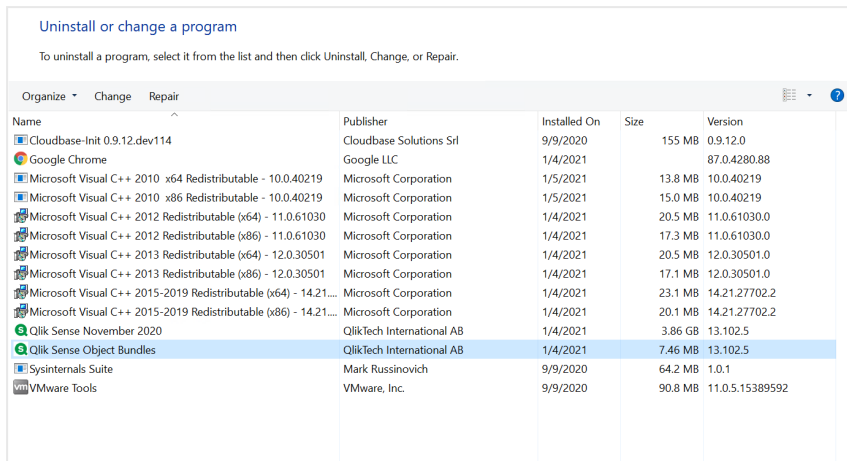 Uninstall or change a program
To uninstall a program, select it from the list and then click Uninstall, Change, or Repair.
Organize Change Repair ?
Name Publisher Installed On Size Version
Cloudbase-Init 0.9.12.dev114 Cloudbase Solutions Srl 9/9/2020 155 MB 0.9.12.0
Google Chrome Google LLC 1/4/2021 87.0.4280.88
Microsoft Visual C++ 2010 x64 Redistributable - 10.0.40219 Microsoft Corporation 1/5/2021 13.8 MB 10.0.40219
Microsoft Visual C++ 2010 x86 Redistributable - 10.0.40219 Microsoft Corporation 1/5/2021 15.0 MB 10.0.40219
Microsoft Visual C++ 2012 Redistributable (x64) - 11.0.61030 Microsoft Corporation 1/4/2021 20.5 MB 11.0.61030.0
Microsoft Visual C++ 2012 Redistributable (x86) - 11.0.61030 Microsoft Corporation 1/4/2021 17.3 MB 11.0.61030.0
Microsoft Visual C++ 2013 Redistributable (x64) - 12.0.30501 Microsoft Corporation 1/4/2021 20.5 MB 12.0.30501.0
Microsoft Visual C++ 2013 Redistributable (x86) - 12.0.30501 Microsoft Corporation 1/4/2021 17.1 MB 12.0.30501.0
Microsoft Visual C++ 2015-2019 Redistributable (x64) - 14.21.... Microsoft Corporation 1/4/2021 23.1 MB 14.21.27702.2
Microsoft Visual C++ 2015-2019 Redistributable (x86) - 14.21.... Microsoft Corporation 1/4/2021 20.1 MB 14.21.27702.2
Qlik Sense November 2020 QlikTech International AB 1/4/2021 3.86 GB 13.102.5
Qlik Sense Object Bundles QlikTech International AB 1/4/2021 7.46 MB 13.102.5
Sysinternals Suite Mark Russinovich 9/9/2020 64.2 MB 1.0.1
vm VMware Tools VMware, Inc. 9/9/2020 90.8 MB 11.0.5.15389592